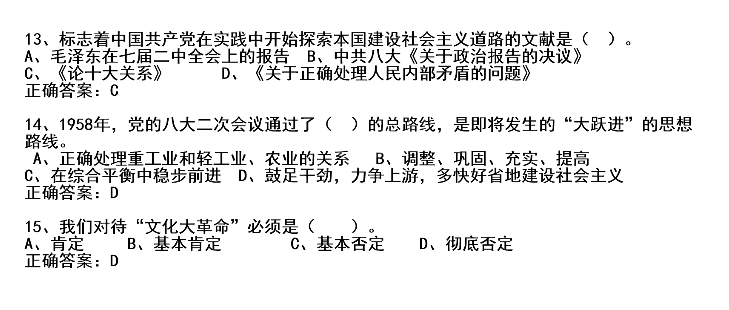 13、标志着中国共产党在实践中开始探索本国建设社会主义道路的文献是（　）。
A、毛泽东在七届二中全会上的报告  B、中共八大《关于政治报告的决议》
C、《论十大关系》      D、《关于正确处理人民内部矛盾的问题》
正确答案：C
14、1958年，党的八大二次会议通过了（　）的总路线，是即将发生的“大跃进”的思想
路线。
A、正确处理重工业和轻工业、农业的关系   B、调整、巩固、充实、提高
C、在综合平衡中稳步前进  D、鼓足干劲，力争上游，多快好省地建设社会主义
正确答案：D
15、我们对待“文化大革命”必须是（　　）。
A、肯定     B、基本肯定        C、基本否定    D、彻底否定
正确答案：D